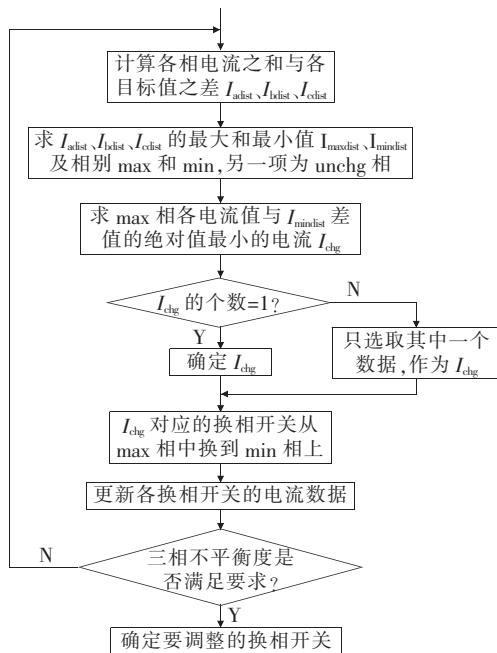 计算各相电流之和与各
目标值之差 Iadist、Ibdist、Icdist
求 Iadist、Ibdist、Icdist 的最大和最小值 Imaxdist、Imindist
及相别 max 和 min,另一项为 unchg 相
求 max 相各电流值与 Imindist 差
值的绝对值最小的电流 Ichg
Ichg 的个数=1?
N
Y
确定 Ichg
只选取其中一个
数据,作为 Ichg
Ichg 对应的换相开关从
max 相中换到 min 相上
更新各换相开关的电流数据
N
三相不平衡度是
否满足要求?
Y
确定要调整的换相开关